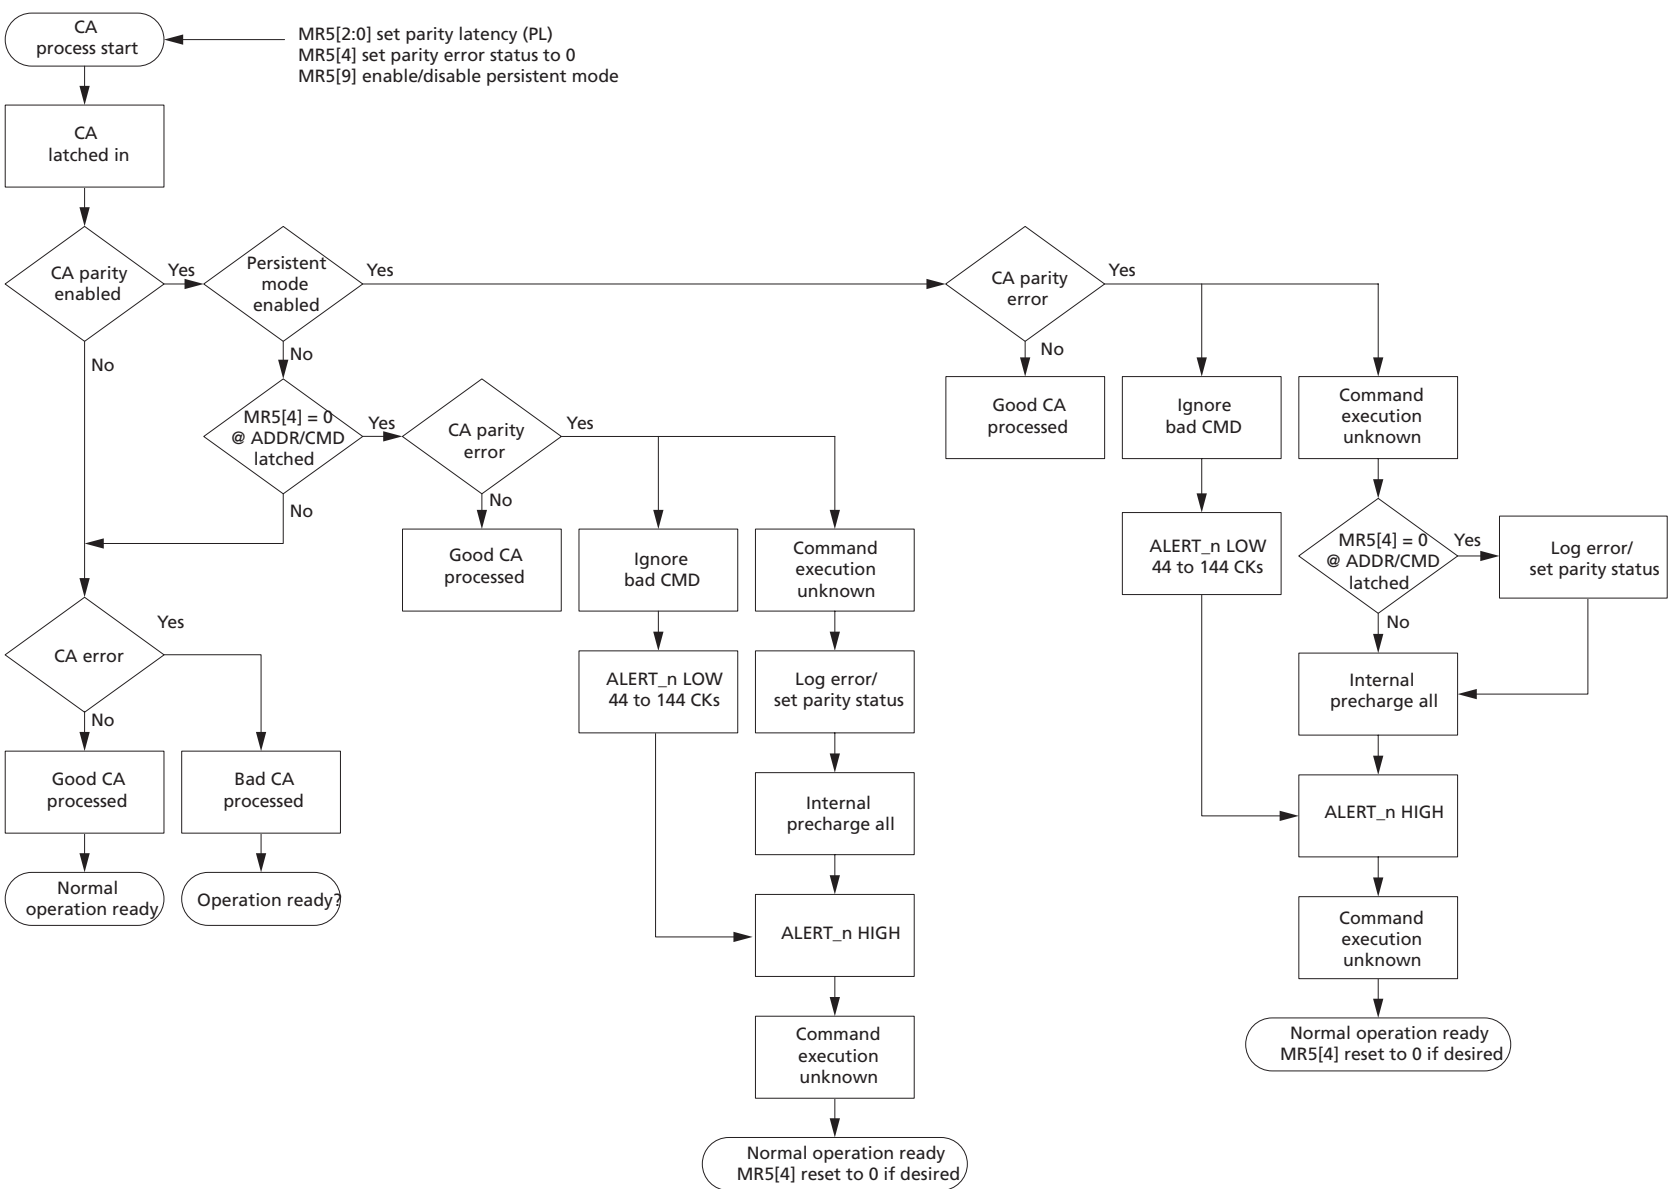 CA
process start
MR5[2:0] set parity latency (PL)
MR5[4] set parity error status to 0
MR5[9] enable/disable persistent mode
CA
latched in
CA parity
enabled
Yes
No
Persistent
mode
enabled
Yes
No
CA parity
error
Yes
No
Good CA
processed
Ignore
bad CMD
Command
execution
unknown
MR5[4] = 0
@ ADDR/CMD
latched
Yes
No
CA parity
error
Yes
No
Good CA
processed
Ignore
bad CMD
Command
execution
unknown
ALERT_n LOW
44 to 144 CKs
MR5[4] = 0
@ ADDR/CMD
latched
Yes
No
Log error/
set parity status
CA error
Yes
No
ALERT_n LOW
44 to 144 CKs
Log error/
set parity status
Internal
precharge all
Good CA
processed
Bad CA
processed
Internal
precharge all
ALERT_n HIGH
Normal
operation ready
Operation ready?
ALERT_n HIGH
Command
execution
unknown
Command
execution
unknown
Normal operation ready
MR5[4] reset to 0 if desired
Normal operation ready
MR5[4] reset to 0 if desired